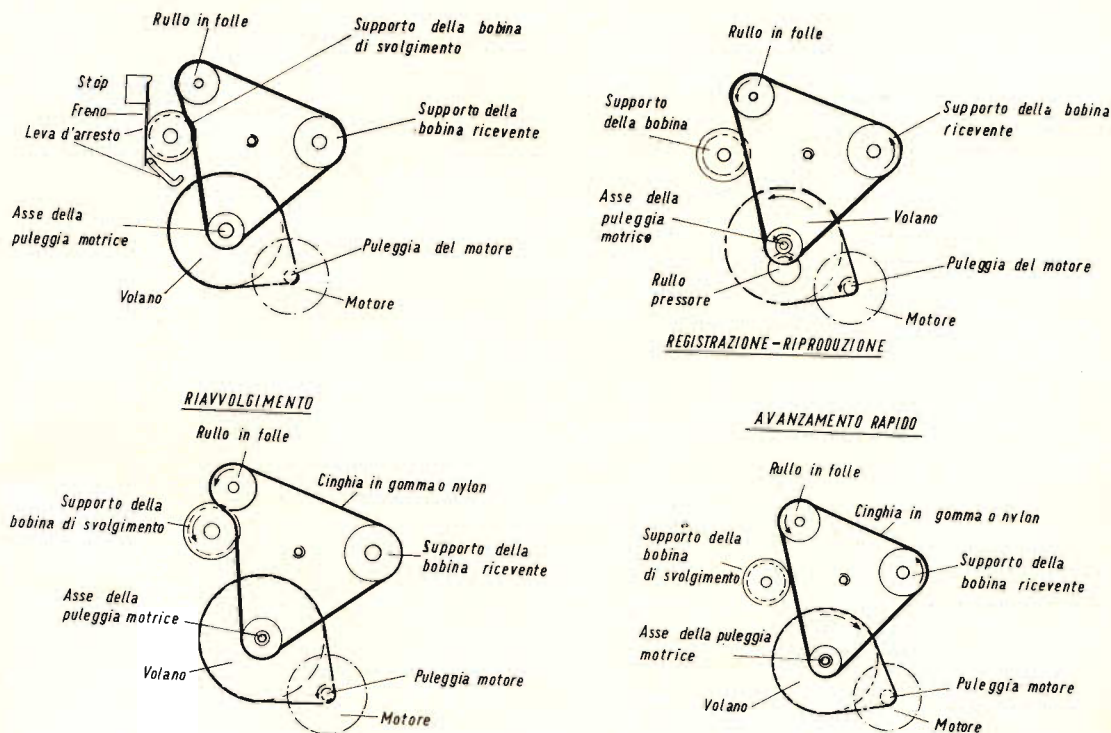 Rullo in folle
Supporto della bobina
di svolgimento
Stop
Freno
Leva d'arresto
Supporto della
bobina ricevente
Asse della
puleggia motrice
Puleggia del motore
Volano
Motore
Rullo in folle
Supporto
della bobina
Supporto della bobina
ricevente
Asse della
puleggia
motrice
Volano
Rullo
pressore
Puleggia del motore
Motore
REGISTRAZIONE-RIPRODUZIONE
RIAVVOLGIMENTO
Rullo in folle
Cinghia in gomma o nylon
Supporto della
bobina di svolgimento
Supporto della
bobina ricevente
Asse della
puleggia motrice
Volano
Puleggia motore
Motore
AVANZAMENTO RAPIDO
Rullo in folle
Cinghia in gomma o nylon
Supporto della
bobina
di svolgimento
Supporto della
bobina ricevente
Asse della puleggia
motrice
Volano
Puleggia motore
Motore